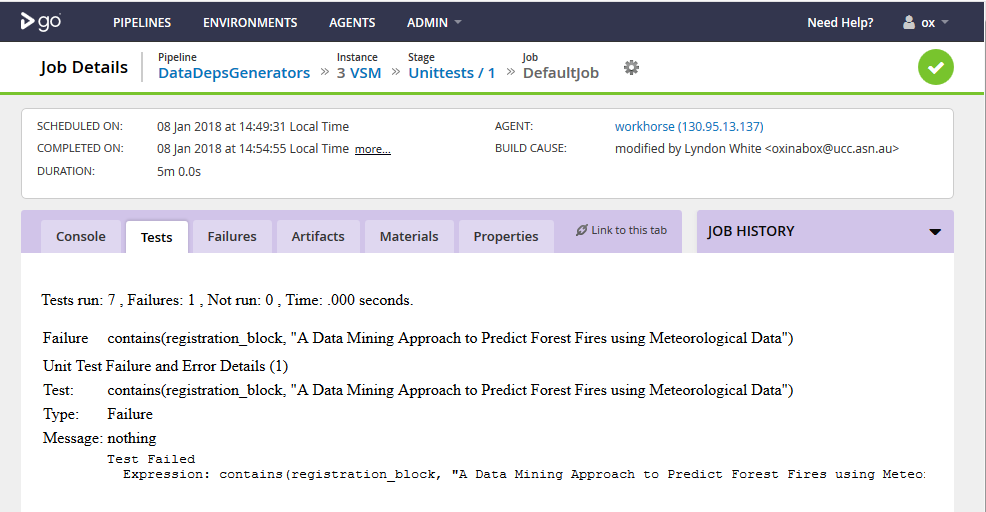 go PIPELINES ENVIRONMENTS AGENTS ADMIN Need Help? ox
Job Details
Pipeline Instance Stage Job
DataDepsGenerators » 3 VSM » Unittests / 1 » DefaultJob
SCHEDULED ON: 08 Jan 2018 at 14:49:31 Local Time AGENT: workhorse (130.95.13.137)
COMPLETED ON: 08 Jan 2018 at 14:54:55 Local Time more... BUILD CAUSE: modified by Lyndon White <oxinabox@ucc.asn.au>
DURATION: 5m 0.0s
Console Tests Failures Artifacts Materials Properties Link to this tab JOB HISTORY
Tests run: 7 , Failures: 1 , Not run: 0 , Time: .000 seconds.
Failure contains(registration_block, "A Data Mining Approach to Predict Forest Fires using Meteorological Data")
Unit Test Failure and Error Details (1)
Test: contains(registration_block, "A Data Mining Approach to Predict Forest Fires using Meteorological Data")
Type: Failure
Message: nothing
Test Failed
Expression: contains(registration_block, "A Data Mining Approach to Predict Forest Fires using Meteo